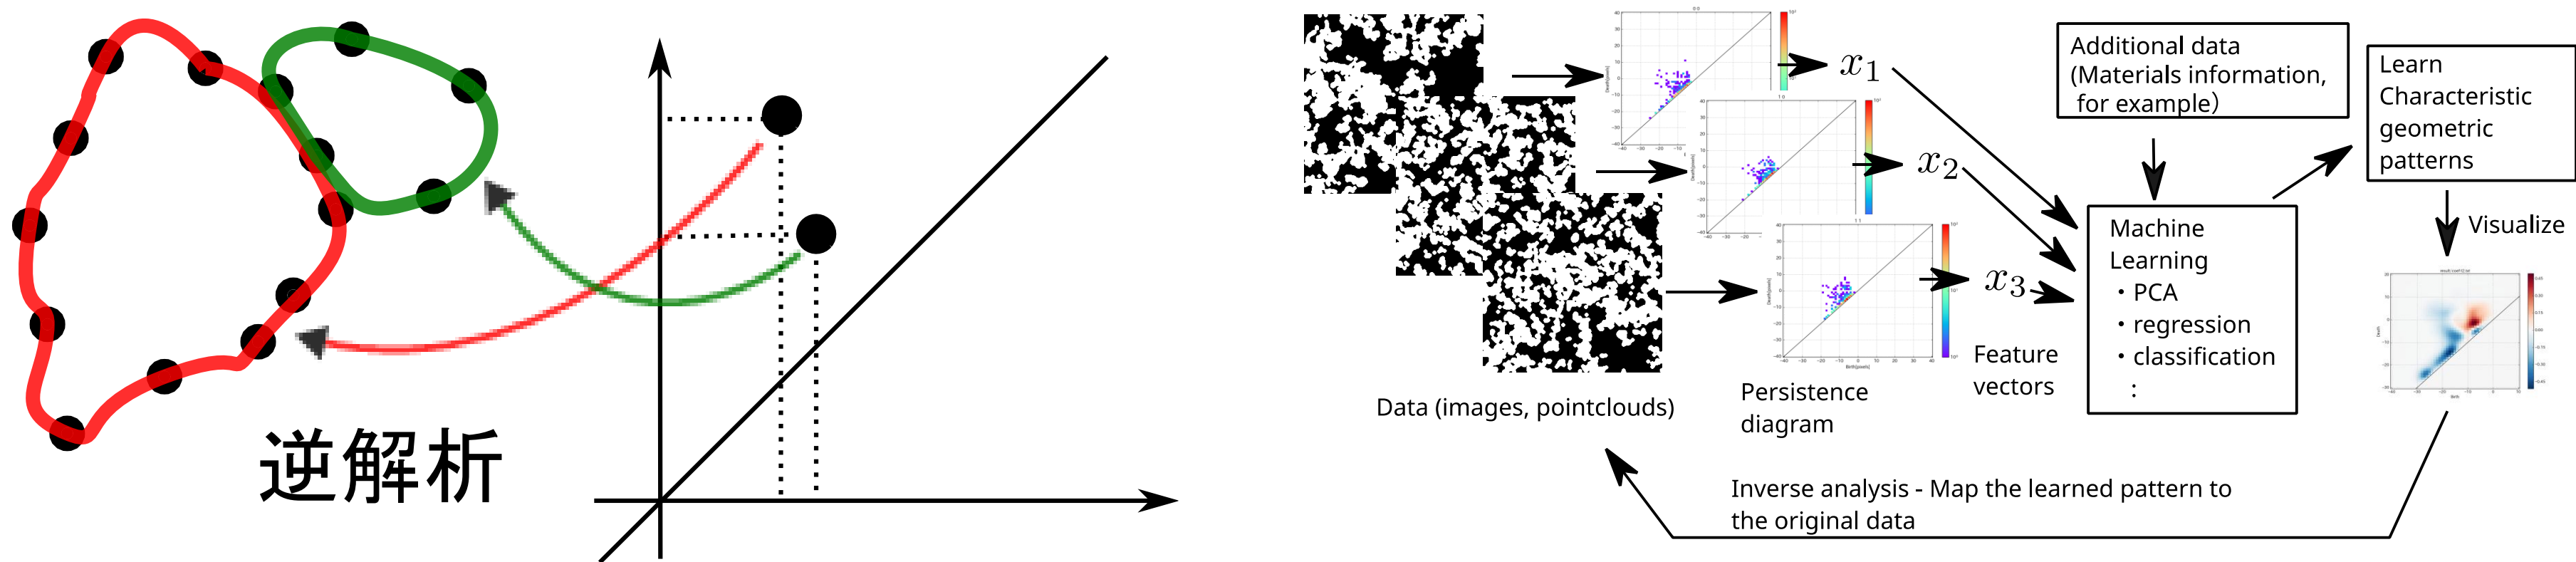 逆解析
x₁
x₂
x₃
Data (images, pointclouds)
Persistence
diagram
Feature
vectors
Additional data
(Materials information,
for example）
Machine
Learning
・PCA
・regression
・classification
：
Learn
Characteristic
geometric
patterns
Visualize
Inverse analysis - Map the learned pattern to
the original data